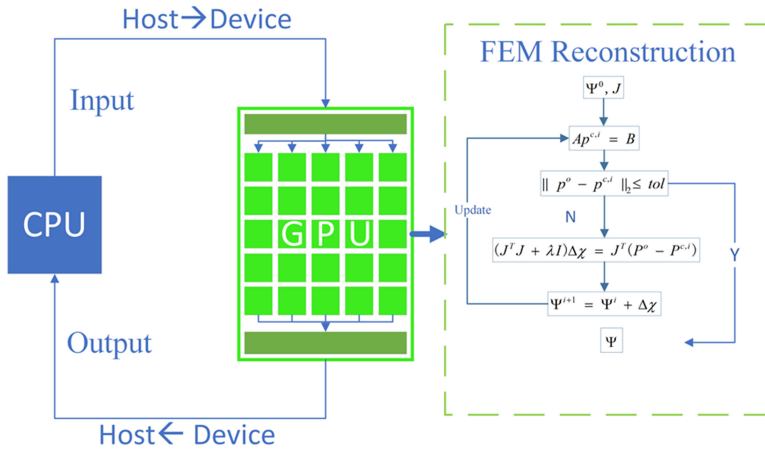 Host→Device
Input
CPU
Output
Host← Device
GPU
FEM Reconstruction
Ψ⁰, J
Ap^{c,i} = B
‖ p^o − p^{c,i} ‖₂≤ tol
Update
N
Y
(J^T J + λI)Δχ = J^T(P^o − P^{c,i})
Ψ^{i+1} = Ψ^i + Δχ
Ψ